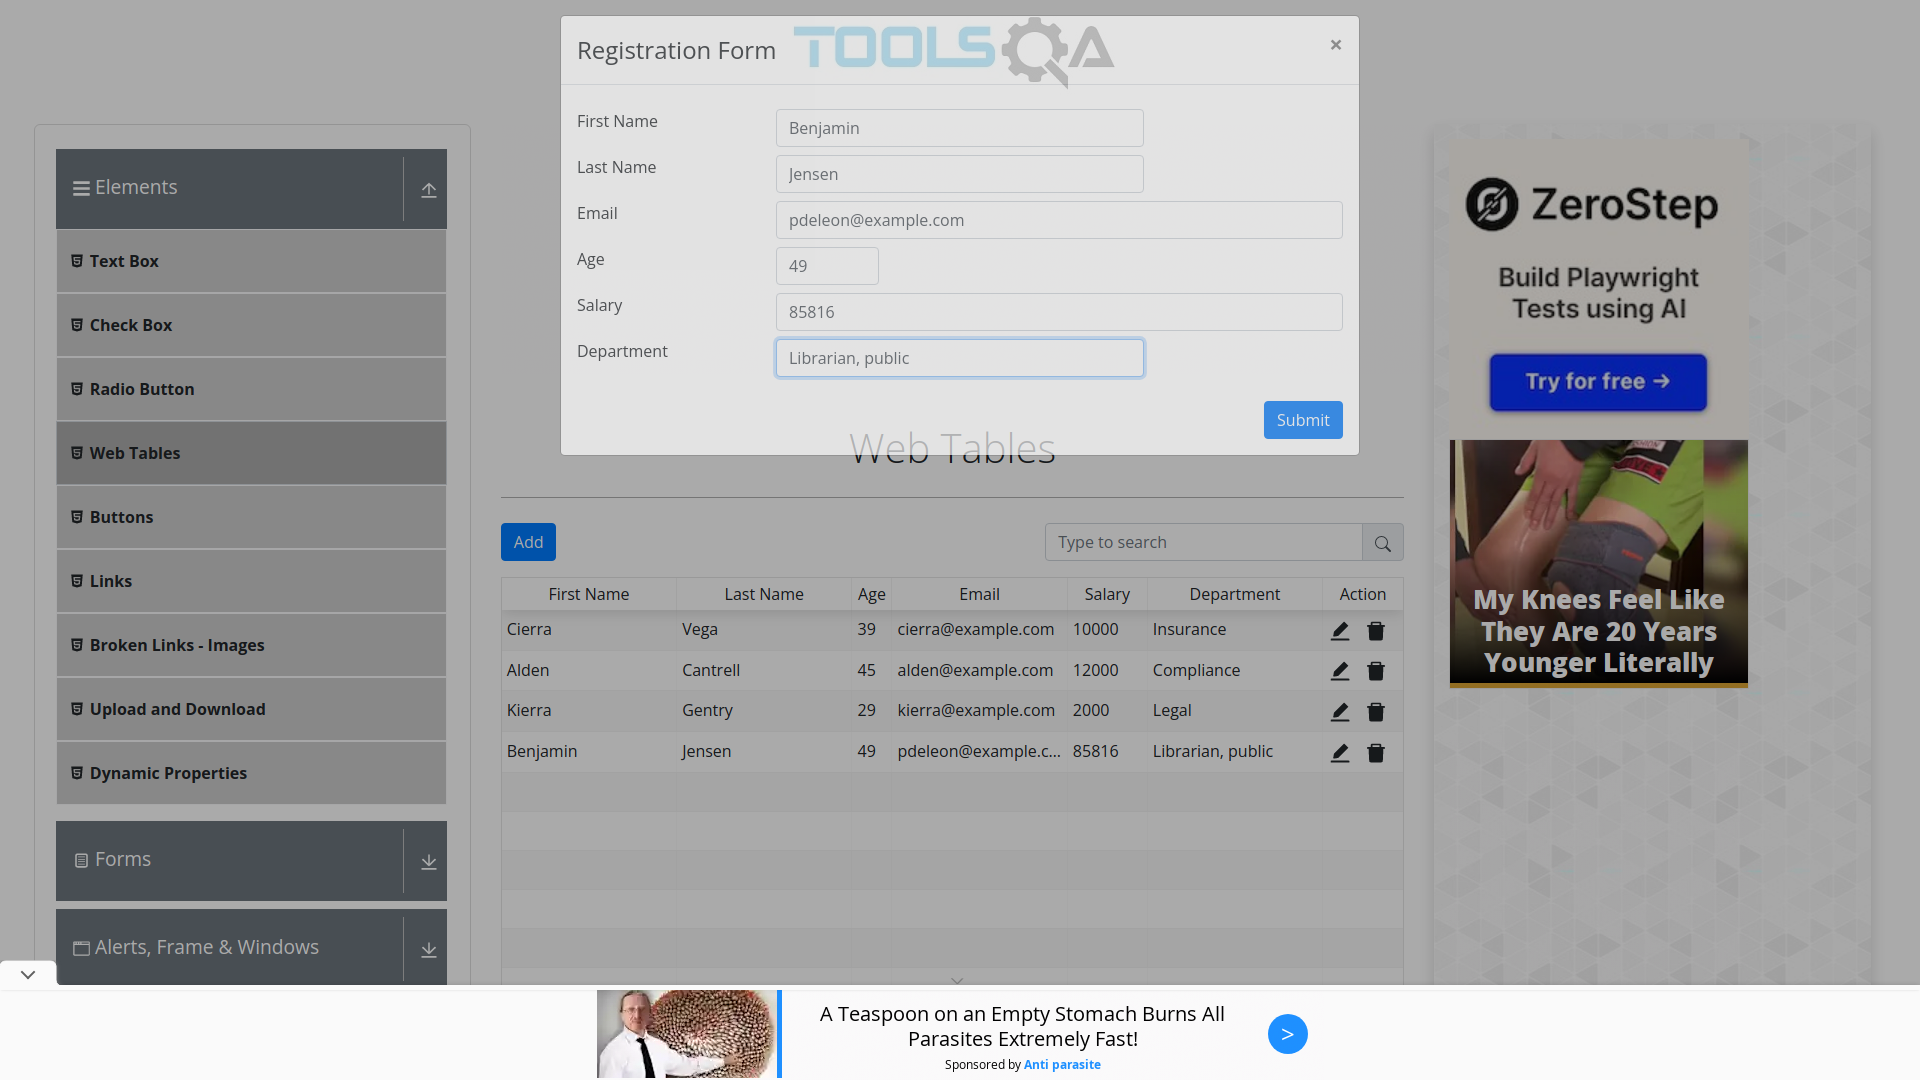 Registration Form
TOOLSQA
×
First Name
Benjamin
Last Name
Jensen
Email
pdeleon@example.com
Age
49
Salary
85816
Department
Librarian, public
Submit
Elements
Text Box
Check Box
Radio Button
Web Tables
Buttons
Links
Broken Links - Images
Upload and Download
Dynamic Properties
Forms
Alerts, Frame & Windows
Web Tables
Add
Type to search
First Name Last Name Age Email Salary Department Action
Cierra Vega 39 cierra@example.com 10000 Insurance
Alden Cantrell 45 alden@example.com 12000 Compliance
Kierra Gentry 29 kierra@example.com 2000 Legal
Benjamin Jensen 49 pdeleon@example.c... 85816 Librarian, public
ZeroStep
Build Playwright
Tests using AI
Try for free →
My Knees Feel Like
They Are 20 Years
Younger Literally
A Teaspoon on an Empty Stomach Burns All
Parasites Extremely Fast!
Sponsored by Anti parasite
>